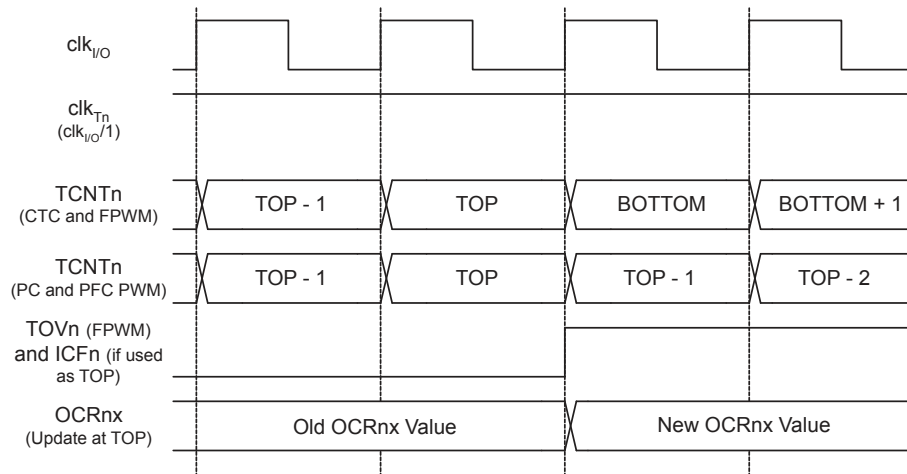 clkI/O
clkTn
(clkI/O/1)
TCNTn
(CTC and FPWM)
TOP - 1 TOP BOTTOM BOTTOM + 1
TCNTn
(PC and PFC PWM)
TOP - 1 TOP TOP - 1 TOP - 2
TOVn (FPWM)
and ICFn (if used
as TOP)
OCRnx
(Update at TOP)
Old OCRnx Value New OCRnx Value